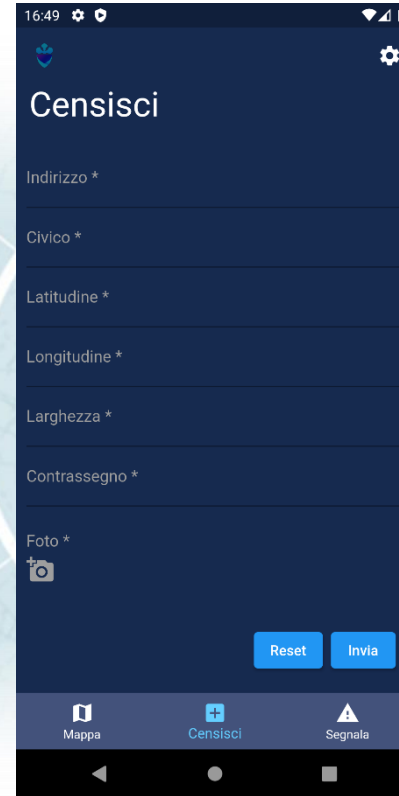 16:49
Censisci
Indirizzo *
Civico *
Latitudine *
Longitudine *
Larghezza *
Contrassegno *
Foto *
Reset Invia
Mappa Censisci Segnala